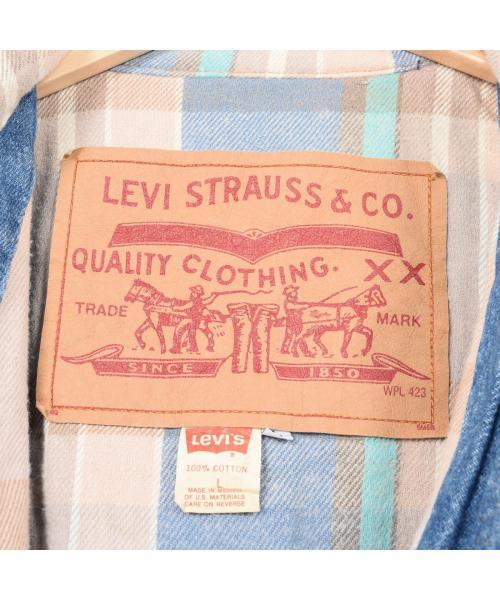 LEVI STRAUSS & CO.
QUALITY CLOTHING. XX
TRADE MARK
SINCE 1850
WPL 423
Levi's
100% COTTON
L
MADE IN
OF U.S. MATERIALS
CARE ON REVERSE